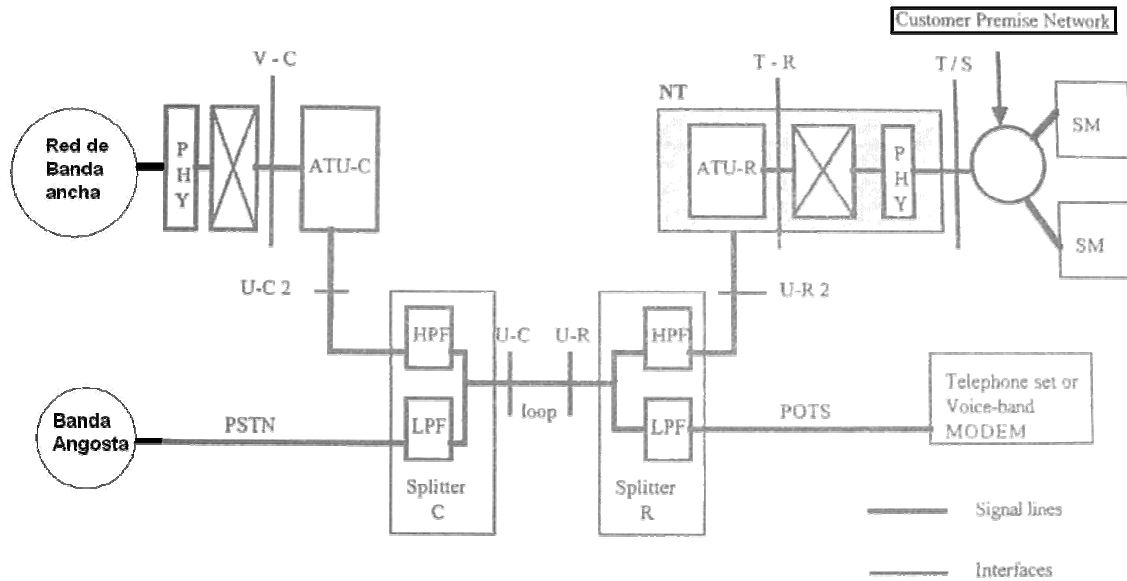 Customer Premise Network
V - C
T - R
T / S
NT
SM
Red de
Banda
ancha
P
H
Y
ATU-C
ATU-R
P
H
Y
SM
U-C 2
U-R 2
HPF
U-C
U-R
HPF
loop
Banda
Angosta
PSTN
LPF
LPF
POTS
Telephone set or
Voice-band
MODEM
Splitter
C
Splitter
R
Signal lines
Interfaces